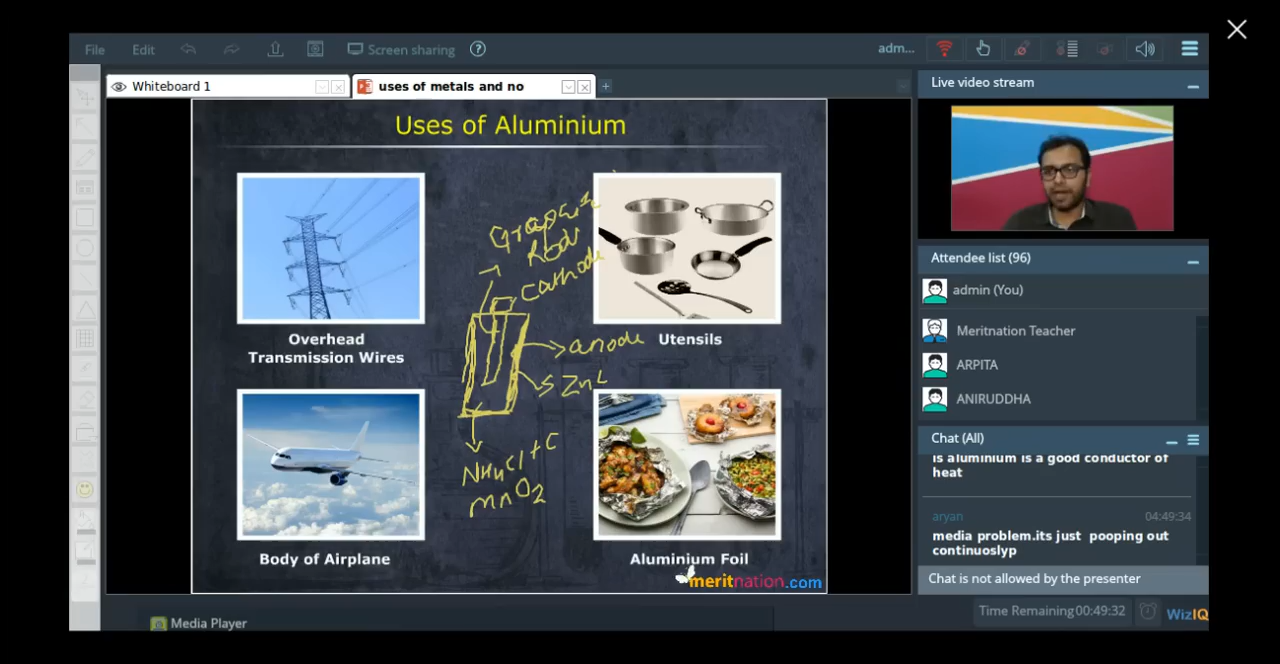 File Edit Screen sharing ? adm...
Whiteboard 1
uses of metals and no
Live video stream
Uses of Aluminium
Graphite
Rod
Cathode
Overhead
Transmission Wires
Utensils
anode
Zn
NH4Cl + C
MnO2
Body of Airplane
Aluminium Foil
meritnation.com
Attendee list (96)
admin (You)
Meritnation Teacher
ARPITA
ANIRUDDHA
Chat (All)
is aluminium is a good conductor of
heat
aryan 04:49:34
media problem.its just pooping out
continuoslyp
Chat is not allowed by the presenter
Time Remaining 00:49:32
WizIQ
Media Player